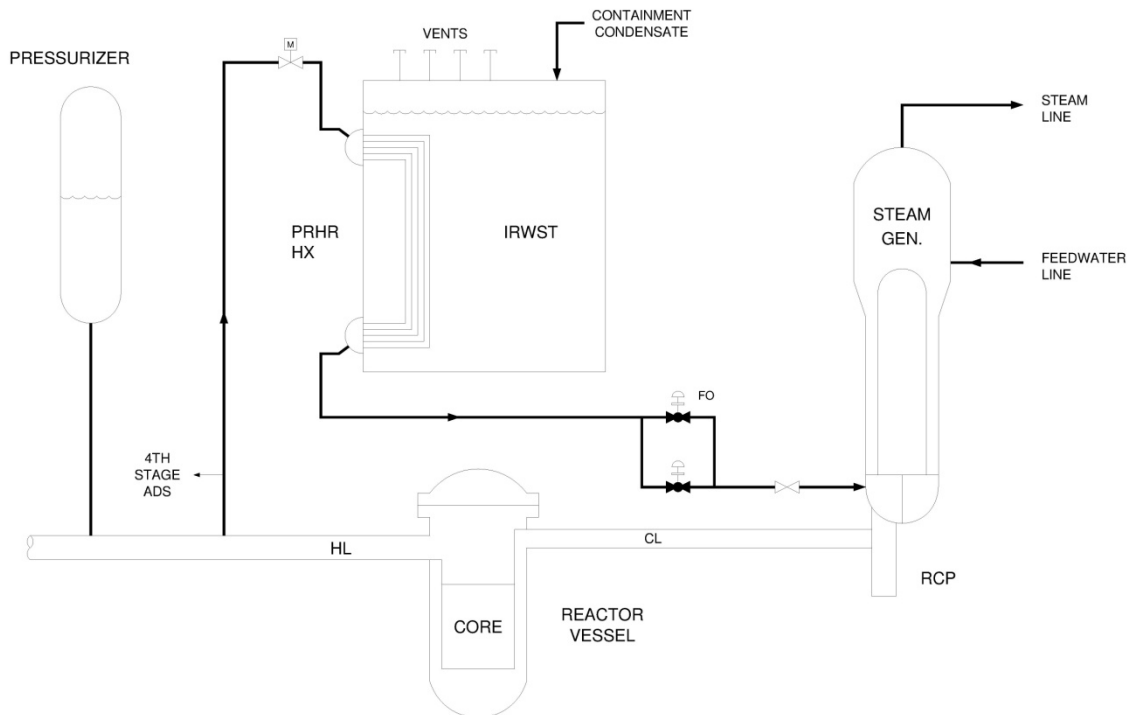 CONTAINMENT
CONDENSATE
VENTS
M
PRESSURIZER
STEAM
LINE
STEAM
GEN.
PRHR
HX
IRWST
FEEDWATER
LINE
FO
4TH
STAGE
ADS
HL
CL
RCP
CORE
REACTOR
VESSEL